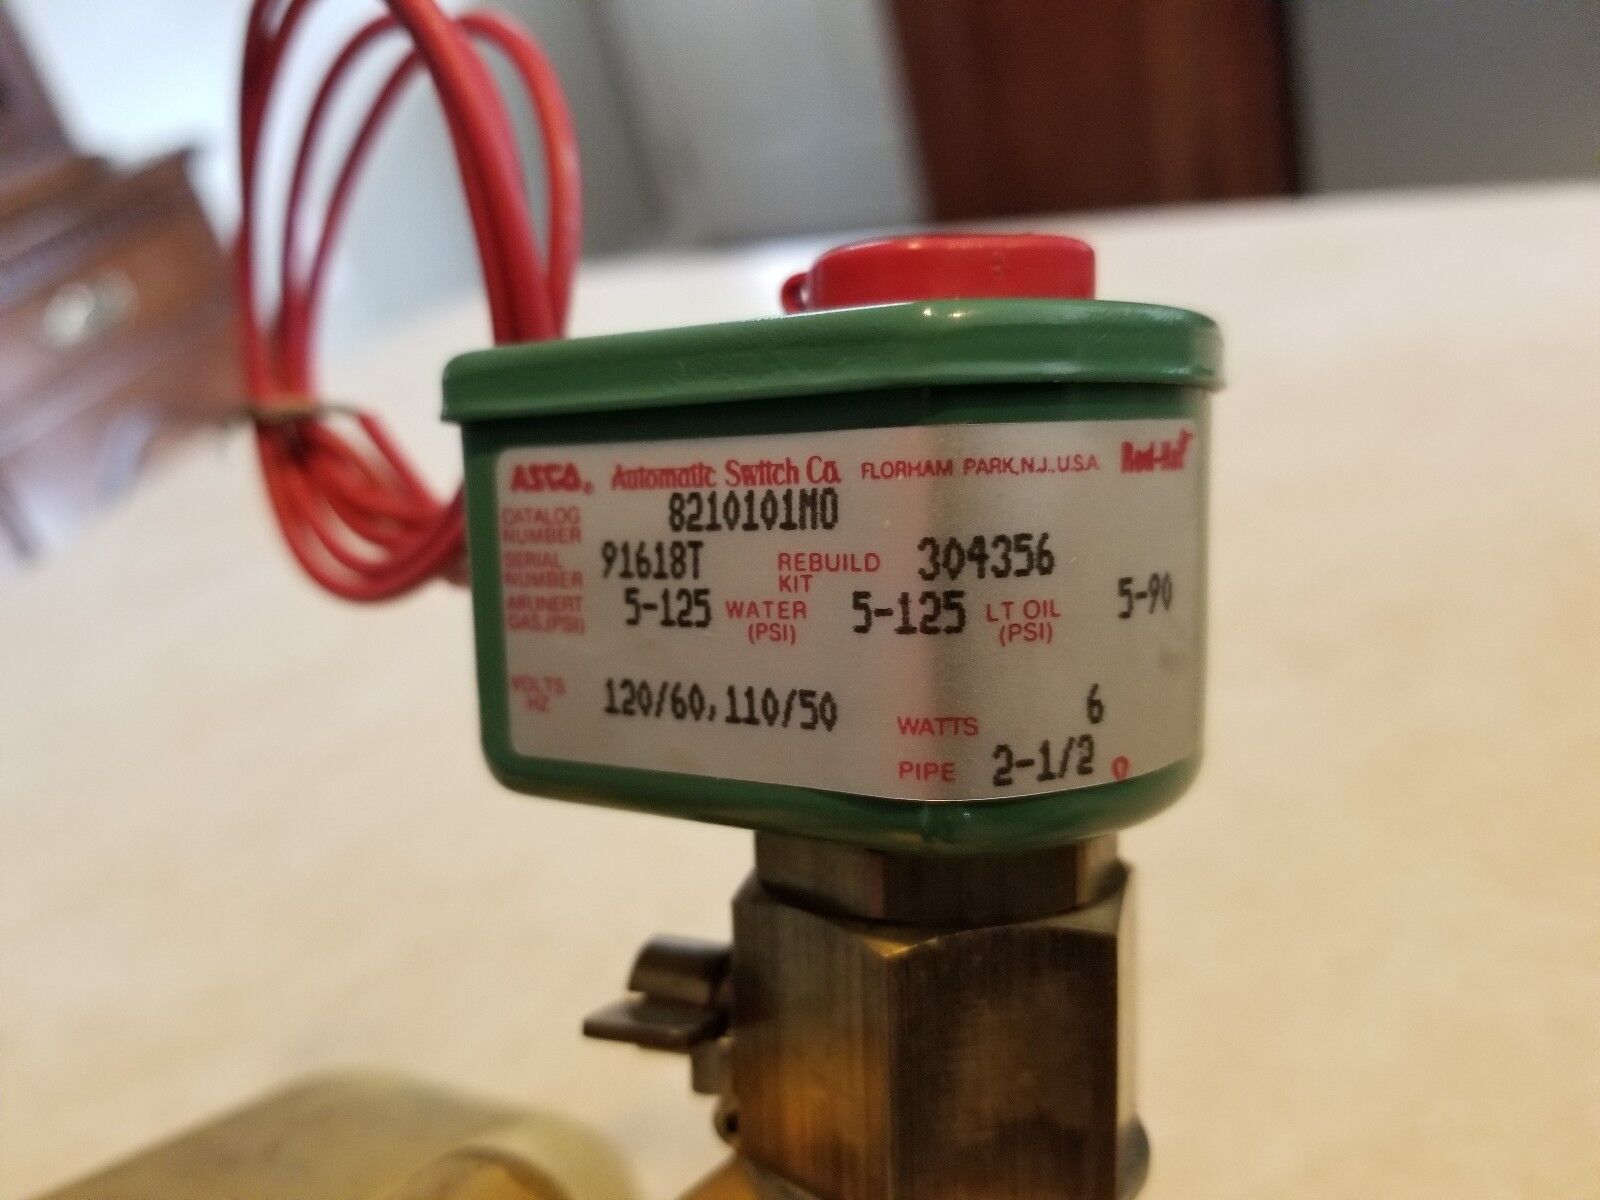 ASCO® Automatic Switch Co. FLORHAM PARK, N.J., U.S.A. Red-Hat
CATALOG NUMBER 8210101MO
SERIAL NUMBER 91618T REBUILD KIT 304356
AIR, INERT GAS, (PSI) 5-125 WATER (PSI) 5-125 LT OIL (PSI) 5-90
VOLTS HZ 120/60, 110/50 WATTS 6
PIPE 2-1/2 0